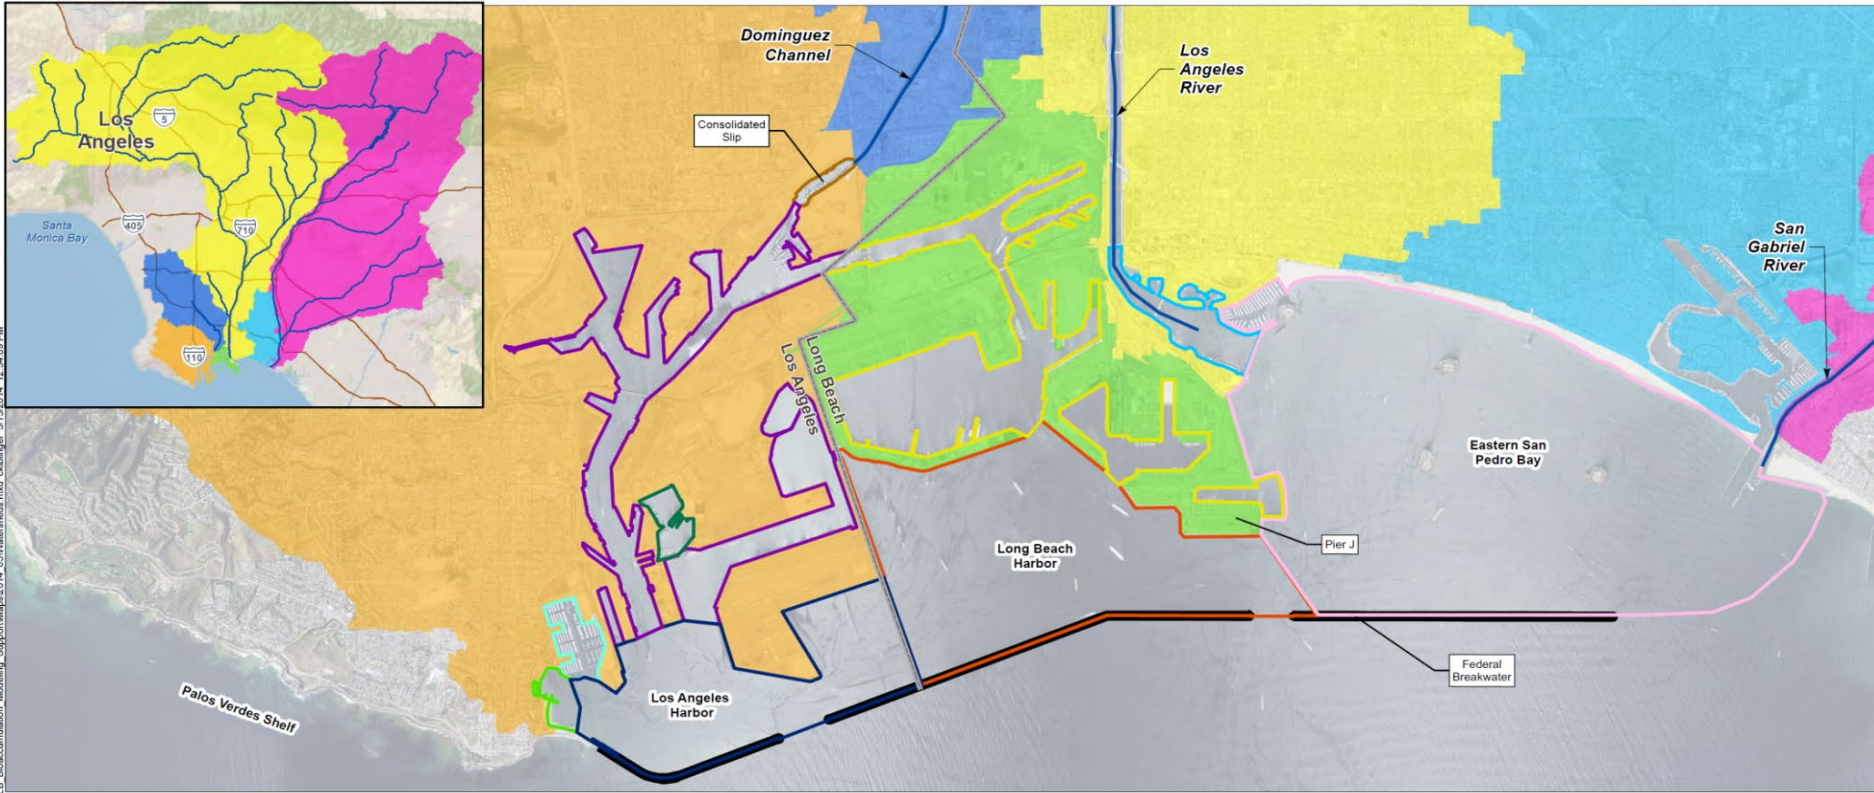 Los
Angeles
5
Santa
Monica Bay
405
710
110
Dominguez
Channel
Consolidated
Slip
Los
Angeles
River
San
Gabriel
River
Long Beach
Los Angeles
Eastern San
Pedro Bay
Long Beach
Harbor
Pier J
Federal
Breakwater
Los Angeles
Harbor
Palos Verdes Shelf